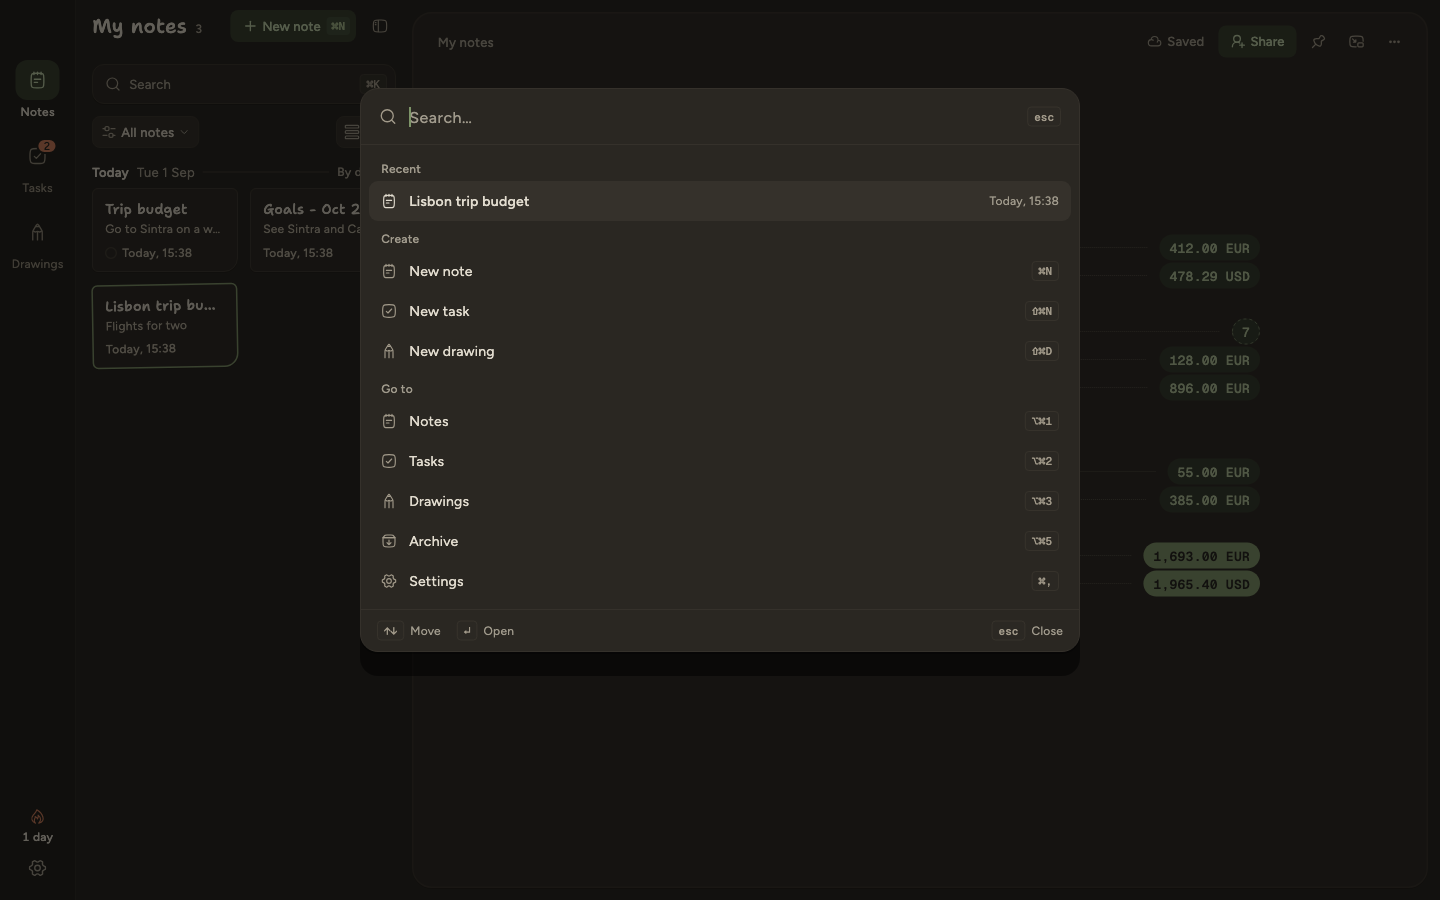 My notes 3
+ New note ⌘N
Search ⌘K
All notes
Today Tue 1 Sep
By d
Trip budget
Go to Sintra on a w...
Today, 15:38
Goals - Oct 2
See Sintra and Ca
Today, 15:38
Lisbon trip bu...
Flights for two
Today, 15:38
Notes
2
Tasks
Drawings
1 day
My notes
Saved
Share
Search...
esc
Recent
Lisbon trip budget Today, 15:38
Create
New note ⌘N
New task ⇧⌘N
New drawing ⇧⌘D
Go to
Notes ⌥⌘1
Tasks ⌥⌘2
Drawings ⌥⌘3
Archive ⌥⌘5
Settings ⌘,
Move
Open
esc Close
412.00 EUR
478.29 USD
7
128.00 EUR
896.00 EUR
55.00 EUR
385.00 EUR
1,693.00 EUR
1,965.40 USD